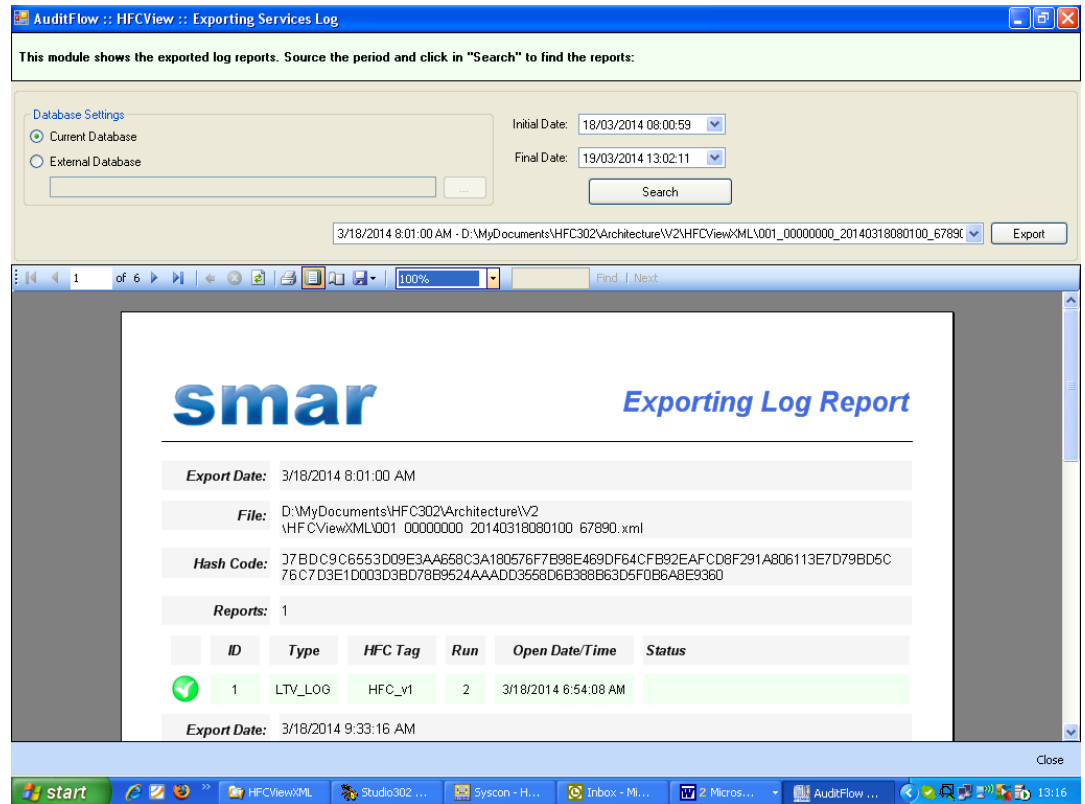 AuditFlow :: HFCView :: Exporting Services Log
This module shows the exported log reports. Source the period and click in "Search" to find the reports:
Database Settings
Current Database
External Database
...
Initial Date: 18/03/2014 08:00:59
Final Date: 19/03/2014 13:02:11
Search
3/18/2014 8:01:00 AM - D:\MyDocuments\HFC302\Architecture\V2\HFCViewXML\001_00000000_20140318080100_6789(
Export
1 of 6 100% Find | Next
smar Exporting Log Report
Export Date: 3/18/2014 8:01:00 AM
File: D:\MyDocuments\HFC302\Architecture\V2
\HFCViewXML\001_00000000_20140318080100_67890.xml
Hash Code: 07BDC9C6553D09E3AA658C3A180576F7B98E469DF64CFB92EAFCD8F291A806113E7D79BD5C
76C7D3E1D003D3BD78B9524AAADD3558D6B388B63D5F0B6A8E9360
Reports: 1
ID Type HFC Tag Run Open Date/Time Status
1 LTV_LOG HFC_v1 2 3/18/2014 6:54:08 AM
Export Date: 3/18/2014 9:33:16 AM
Close
start HFCViewXML Studio302 ... Syscon - H... Inbox - Mi... 2 Micros... AuditFlow ... 13:16